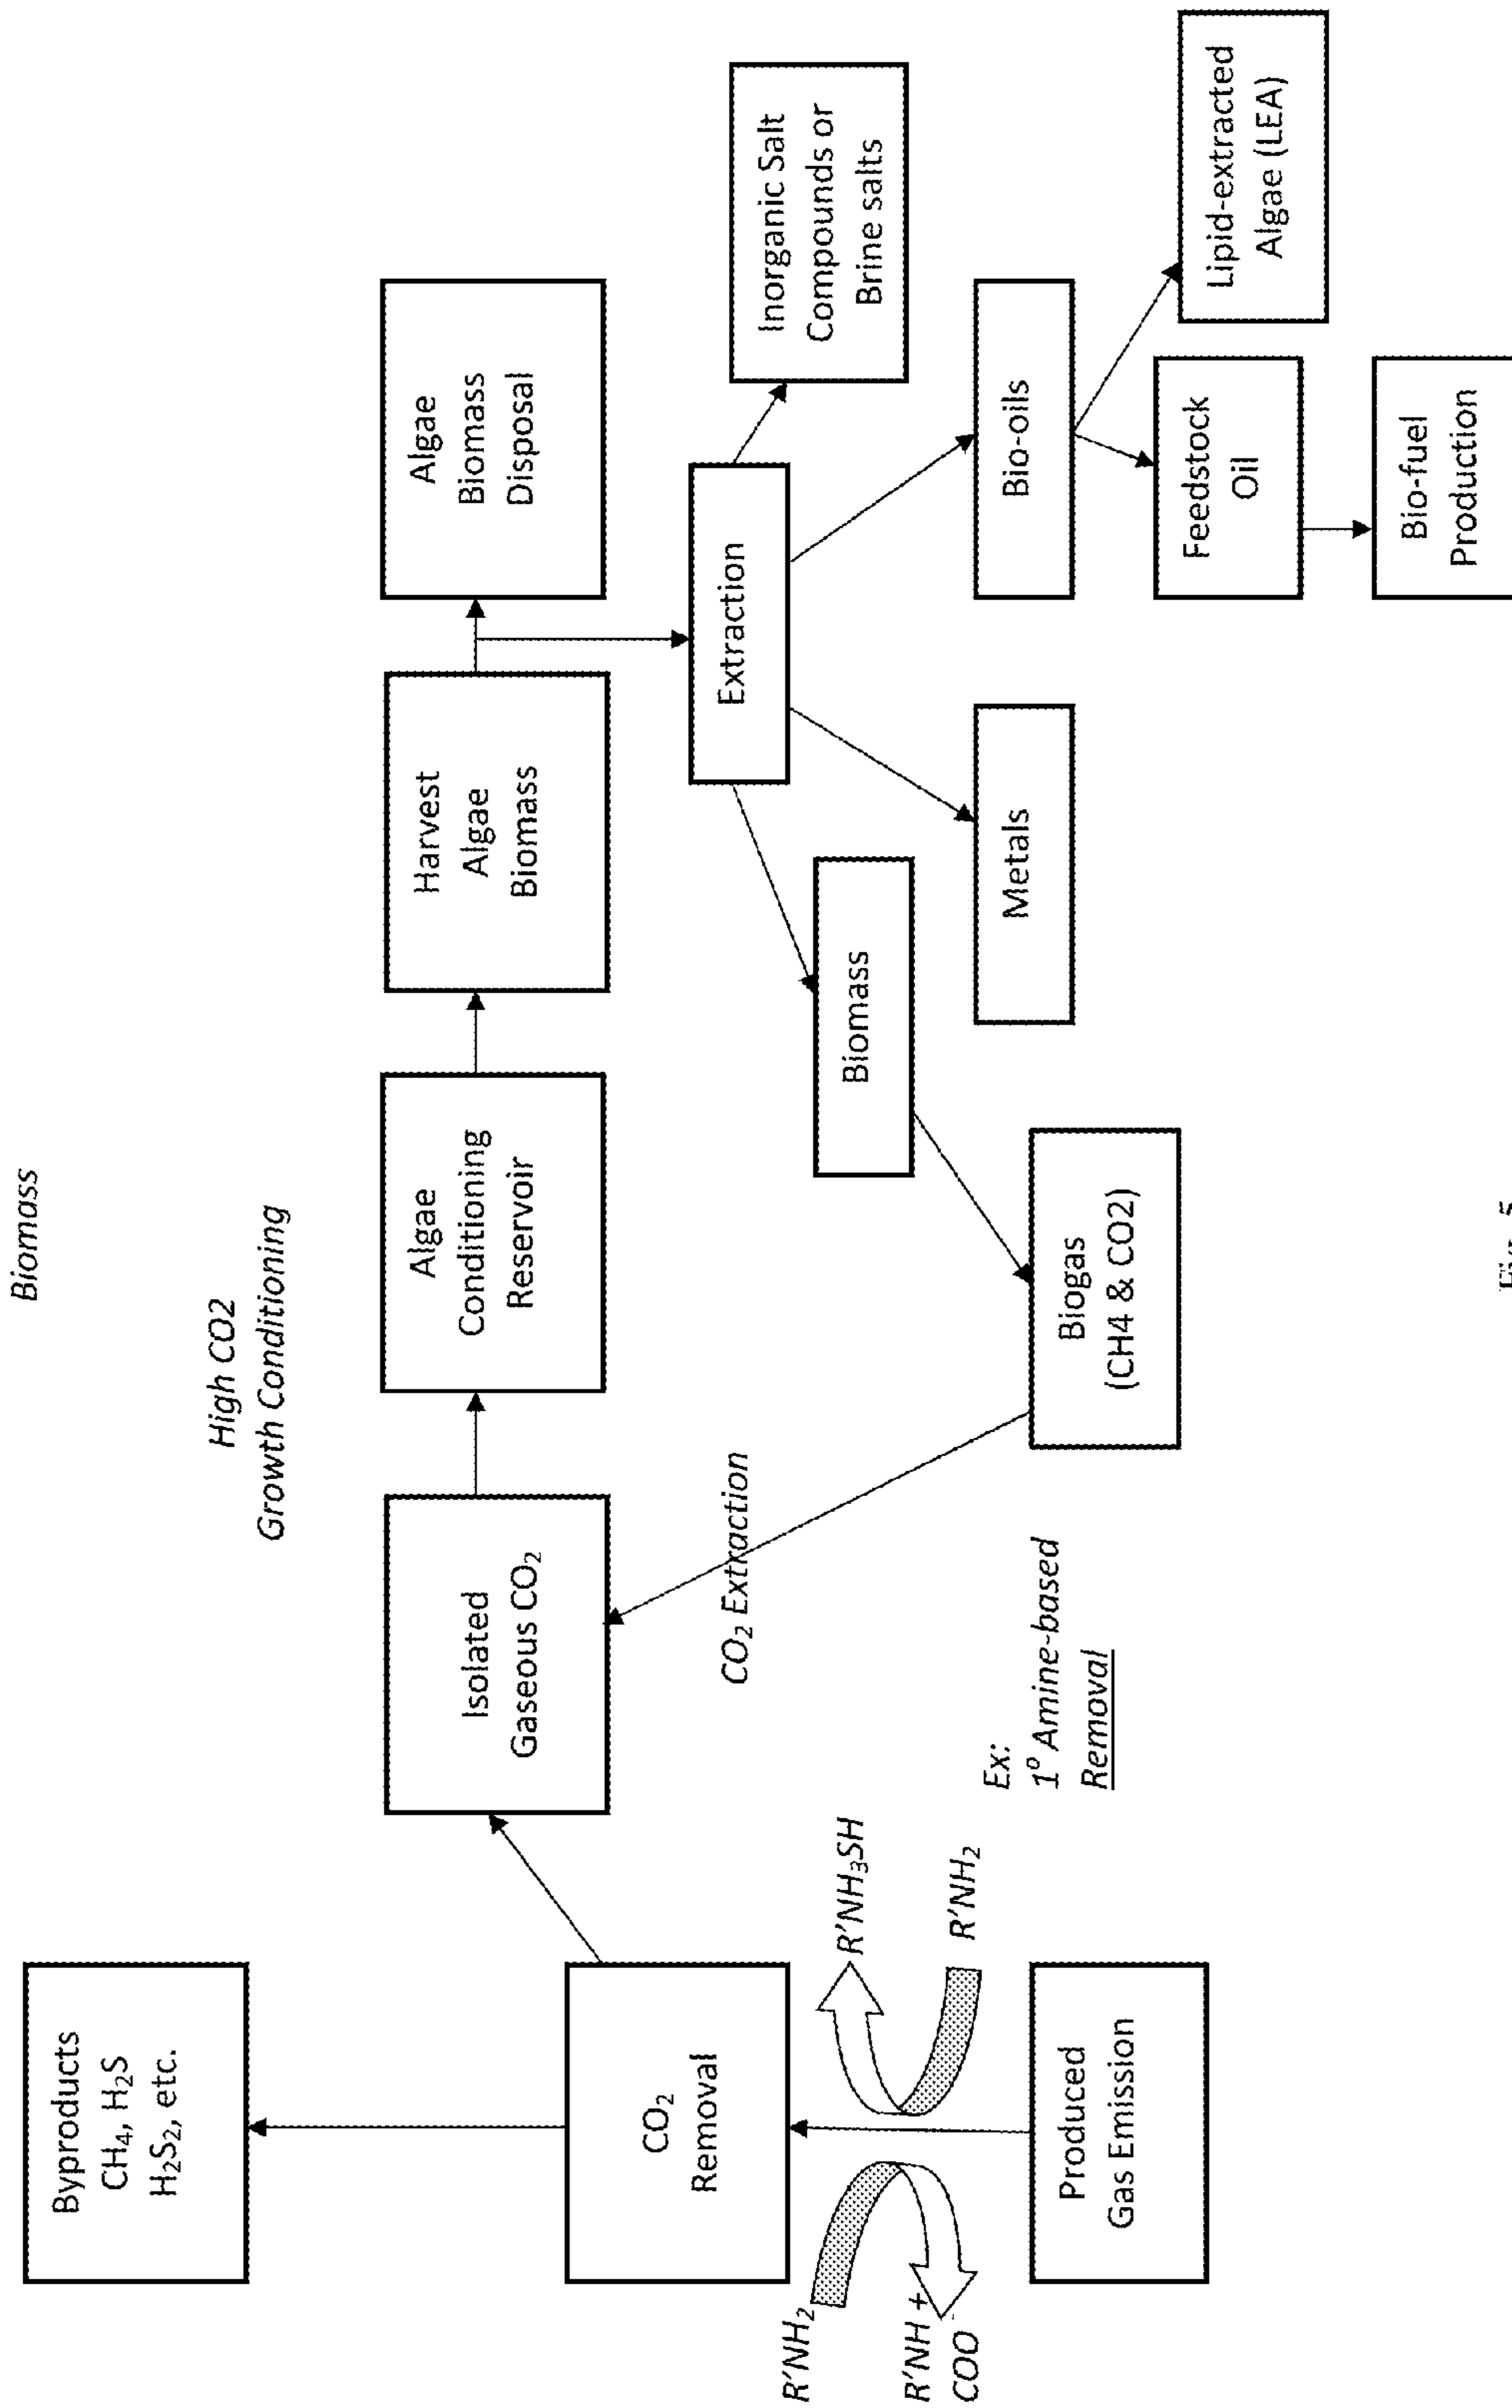 Biomass
High CO2
Growth Conditioning
Byproducts
CH₄, H₂S
H₂S₂, etc.
CO₂
Removal
Isolated
Gaseous CO₂
Algae
Conditioning
Reservoir
Harvest
Algae
Biomass
Algae
Biomass
Disposal
Extraction
Inorganic Salt
Compounds or
Brine salts
CO₂ Extraction
Biomass
Metals
Bio-oils
R'NH₂
R'NH +
COO⁻
R'NH₃SH
R'NH₂
Ex:
1° Amine-based
Removal
Produced
Gas Emission
Biogas
(CH4 & CO2)
Feedstock
Oil
Lipid-extracted
Algae (LEA)
Bio-fuel
Production